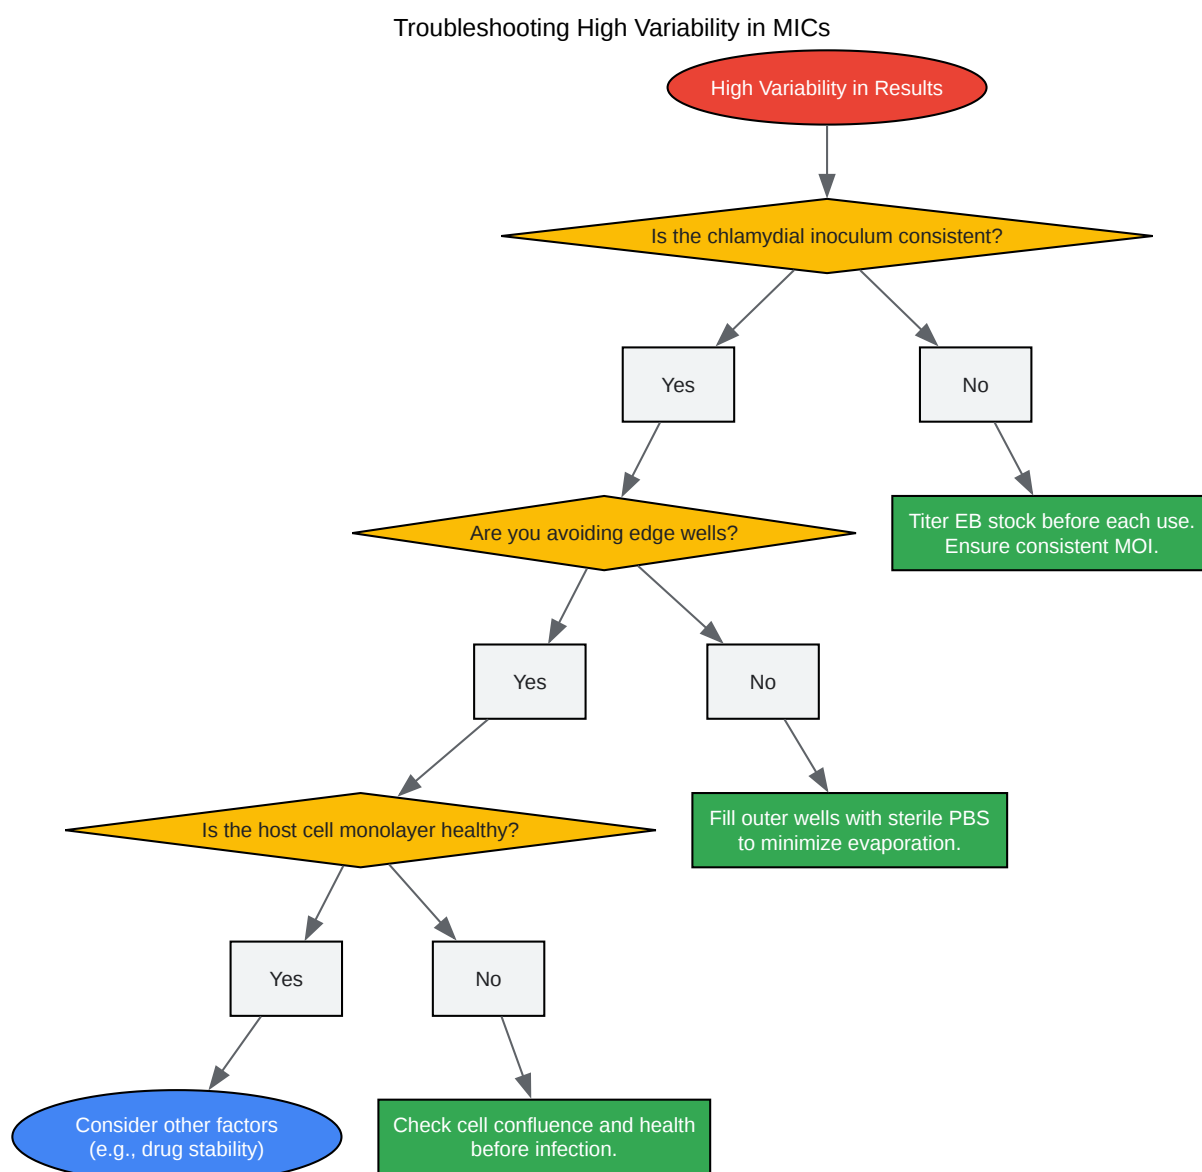 Troubleshooting High Variability in MICs
High Variability in Results
Is the chlamydial inoculum consistent?
Yes
No
Are you avoiding edge wells?
Titer EB stock before each use.
Ensure consistent MOI.
Yes
No
Is the host cell monolayer healthy?
Fill outer wells with sterile PBS
to minimize evaporation.
Yes
No
Consider other factors
(e.g., drug stability)
Check cell confluence and health
before infection.